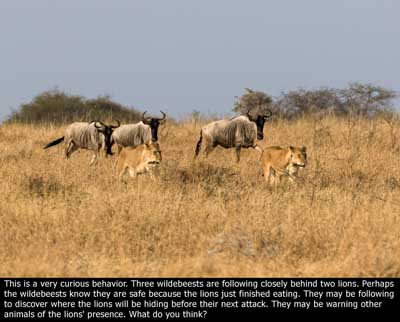 This is a very curious behavior. Three wildebeests are following closely behind two lions. Perhaps
the wildebeests know they are safe because the lions just finished eating. They may be following
to discover where the lions will be hiding before their next attack. They may be warning other
animals of the lions' presence. What do you think?